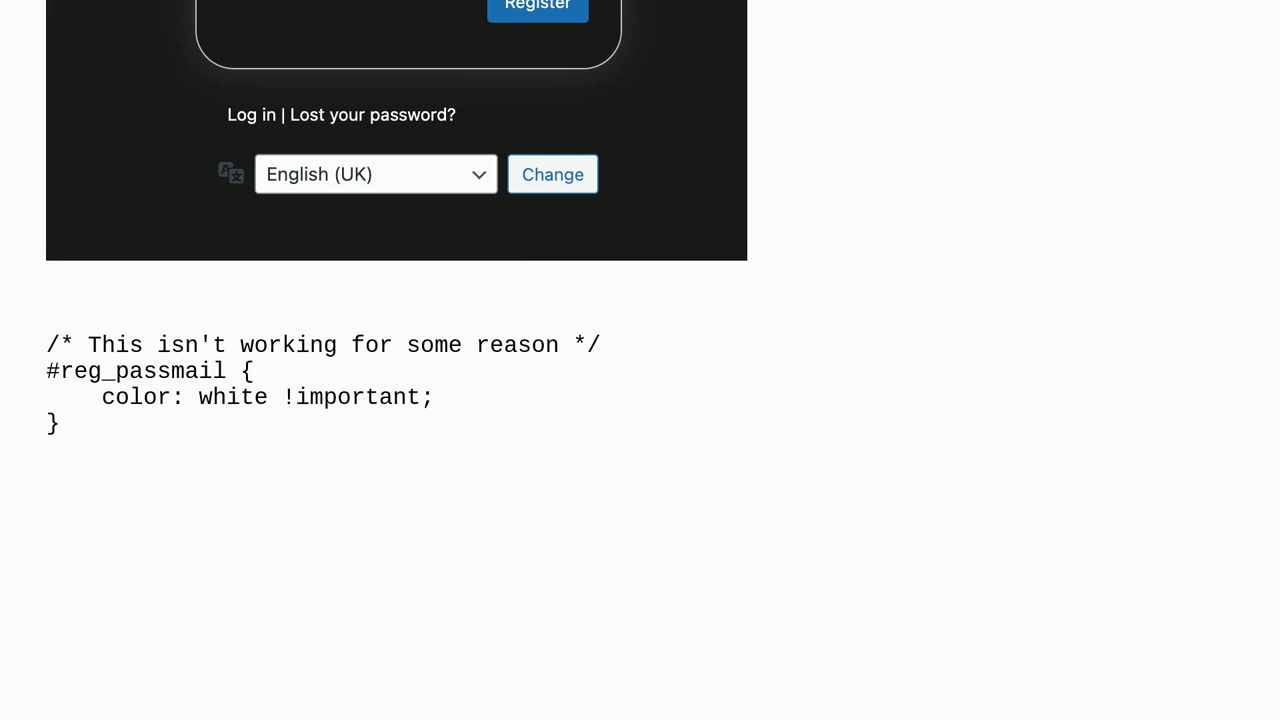 Register
Log in | Lost your password?
English (UK)
Change
/* This isn't working for some reason */
#reg_passmail {
    color: white !important;
}